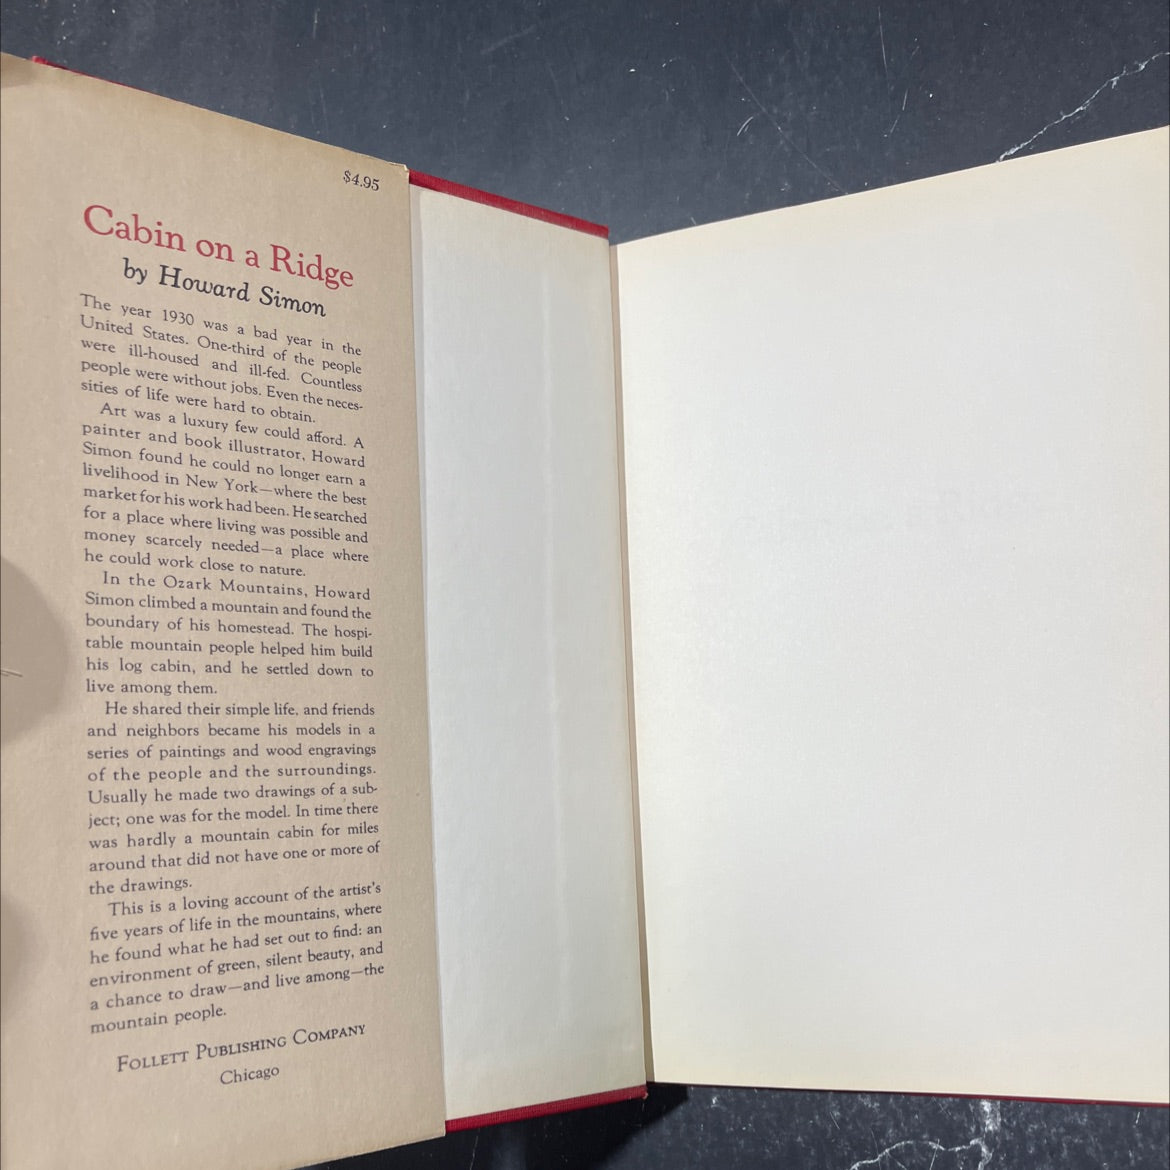 $4.95
Cabin on a Ridge
by Howard Simon
The year 1930 was a bad year in the
United States. One-third of the people
were ill-housed and ill-fed. Countless
people were without jobs. Even the neces-
sities of life were hard to obtain.
Art was a luxury few could afford. A
painter and book illustrator, Howard
Simon found he could no longer earn a
livelihood in New York—where the best
market for his work had been. He searched
for a place where living was possible and
money scarcely needed—a place where
he could work close to nature.
In the Ozark Mountains, Howard
Simon climbed a mountain and found the
boundary of his homestead. The hospi-
table mountain people helped him build
his log cabin, and he settled down to
live among them.
He shared their simple life, and friends
and neighbors became his models in a
series of paintings and wood engravings
of the people and the surroundings.
Usually he made two drawings of a sub-
ject; one was for the model. In time there
was hardly a mountain cabin for miles
around that did not have one or more of
the drawings.
This is a loving account of the artist's
five years of life in the mountains, where
he found what he had set out to find: an
environment of green, silent beauty, and
a chance to draw—and live among—the
mountain people.
FOLLETT PUBLISHING COMPANY
Chicago